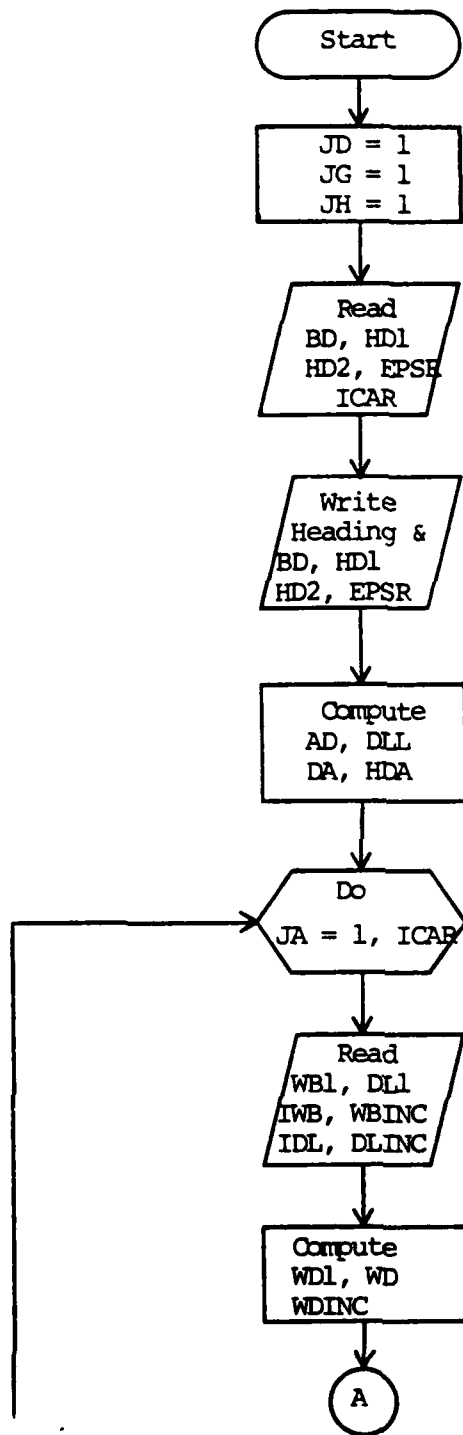 Start
JD = 1
JG = 1
JH = 1
Read
BD, HD1
HD2, EPSR
ICAR
Write
Heading &
BD, HD1
HD2, EPSR
Compute
AD, DLL
DA, HDA
Do
JA = 1, ICAR
Read
WB1, DL1
IWB, WBINC
IDL, DLINC
Compute
WD1, WD
WDINC
A